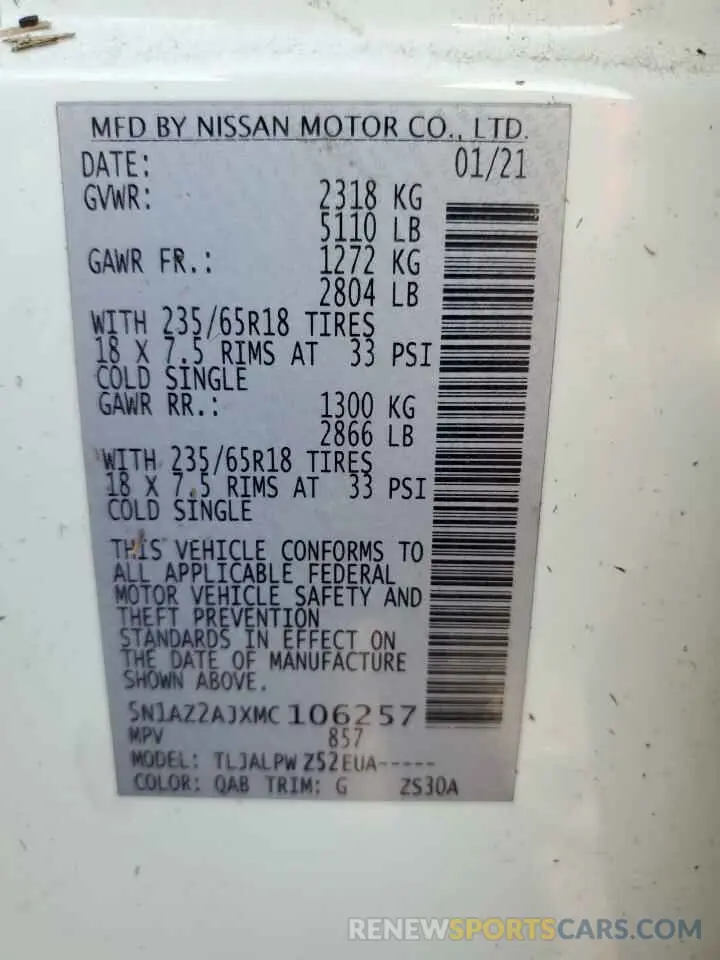 MFD BY NISSAN MOTOR CO., LTD.
DATE: 01/21
GVWR: 2318 KG
5110 LB
GAWR FR.: 1272 KG
2804 LB
WITH 235/65R18 TIRES
18 X 7.5 RIMS AT 33 PSI
COLD SINGLE
GAWR RR.: 1300 KG
2866 LB
WITH 235/65R18 TIRES
18 X 7.5 RIMS AT 33 PSI
COLD SINGLE
THIS VEHICLE CONFORMS TO
ALL APPLICABLE FEDERAL
MOTOR VEHICLE SAFETY AND
THEFT PREVENTION
STANDARDS IN EFFECT ON
THE DATE OF MANUFACTURE
SHOWN ABOVE.
5N1AZ2AJXMC106257
MPV 857
MODEL: TLJALPW Z52EUA-----
COLOR: QAB TRIM: G ZS30A
RENEWSPORTSCARS.COM